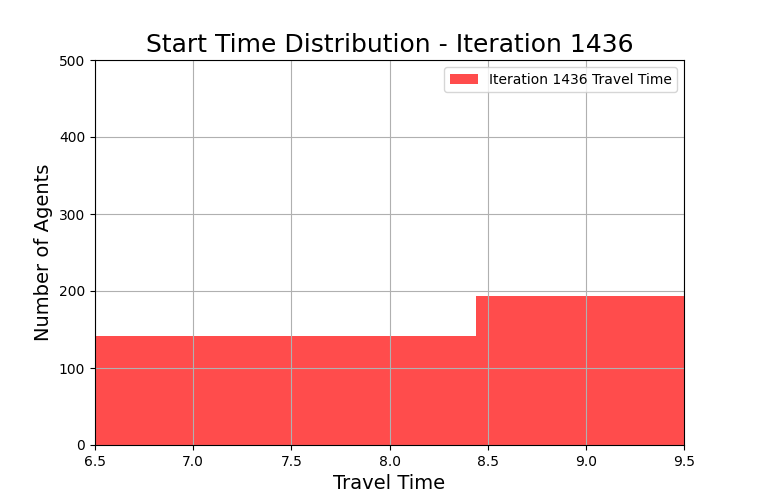 Start Time Distribution - Iteration 1436
500
Iteration 1436 Travel Time
400
300
200
100
0
Number of Agents
6.5 7.0 7.5 8.0 8.5 9.0 9.5
Travel Time